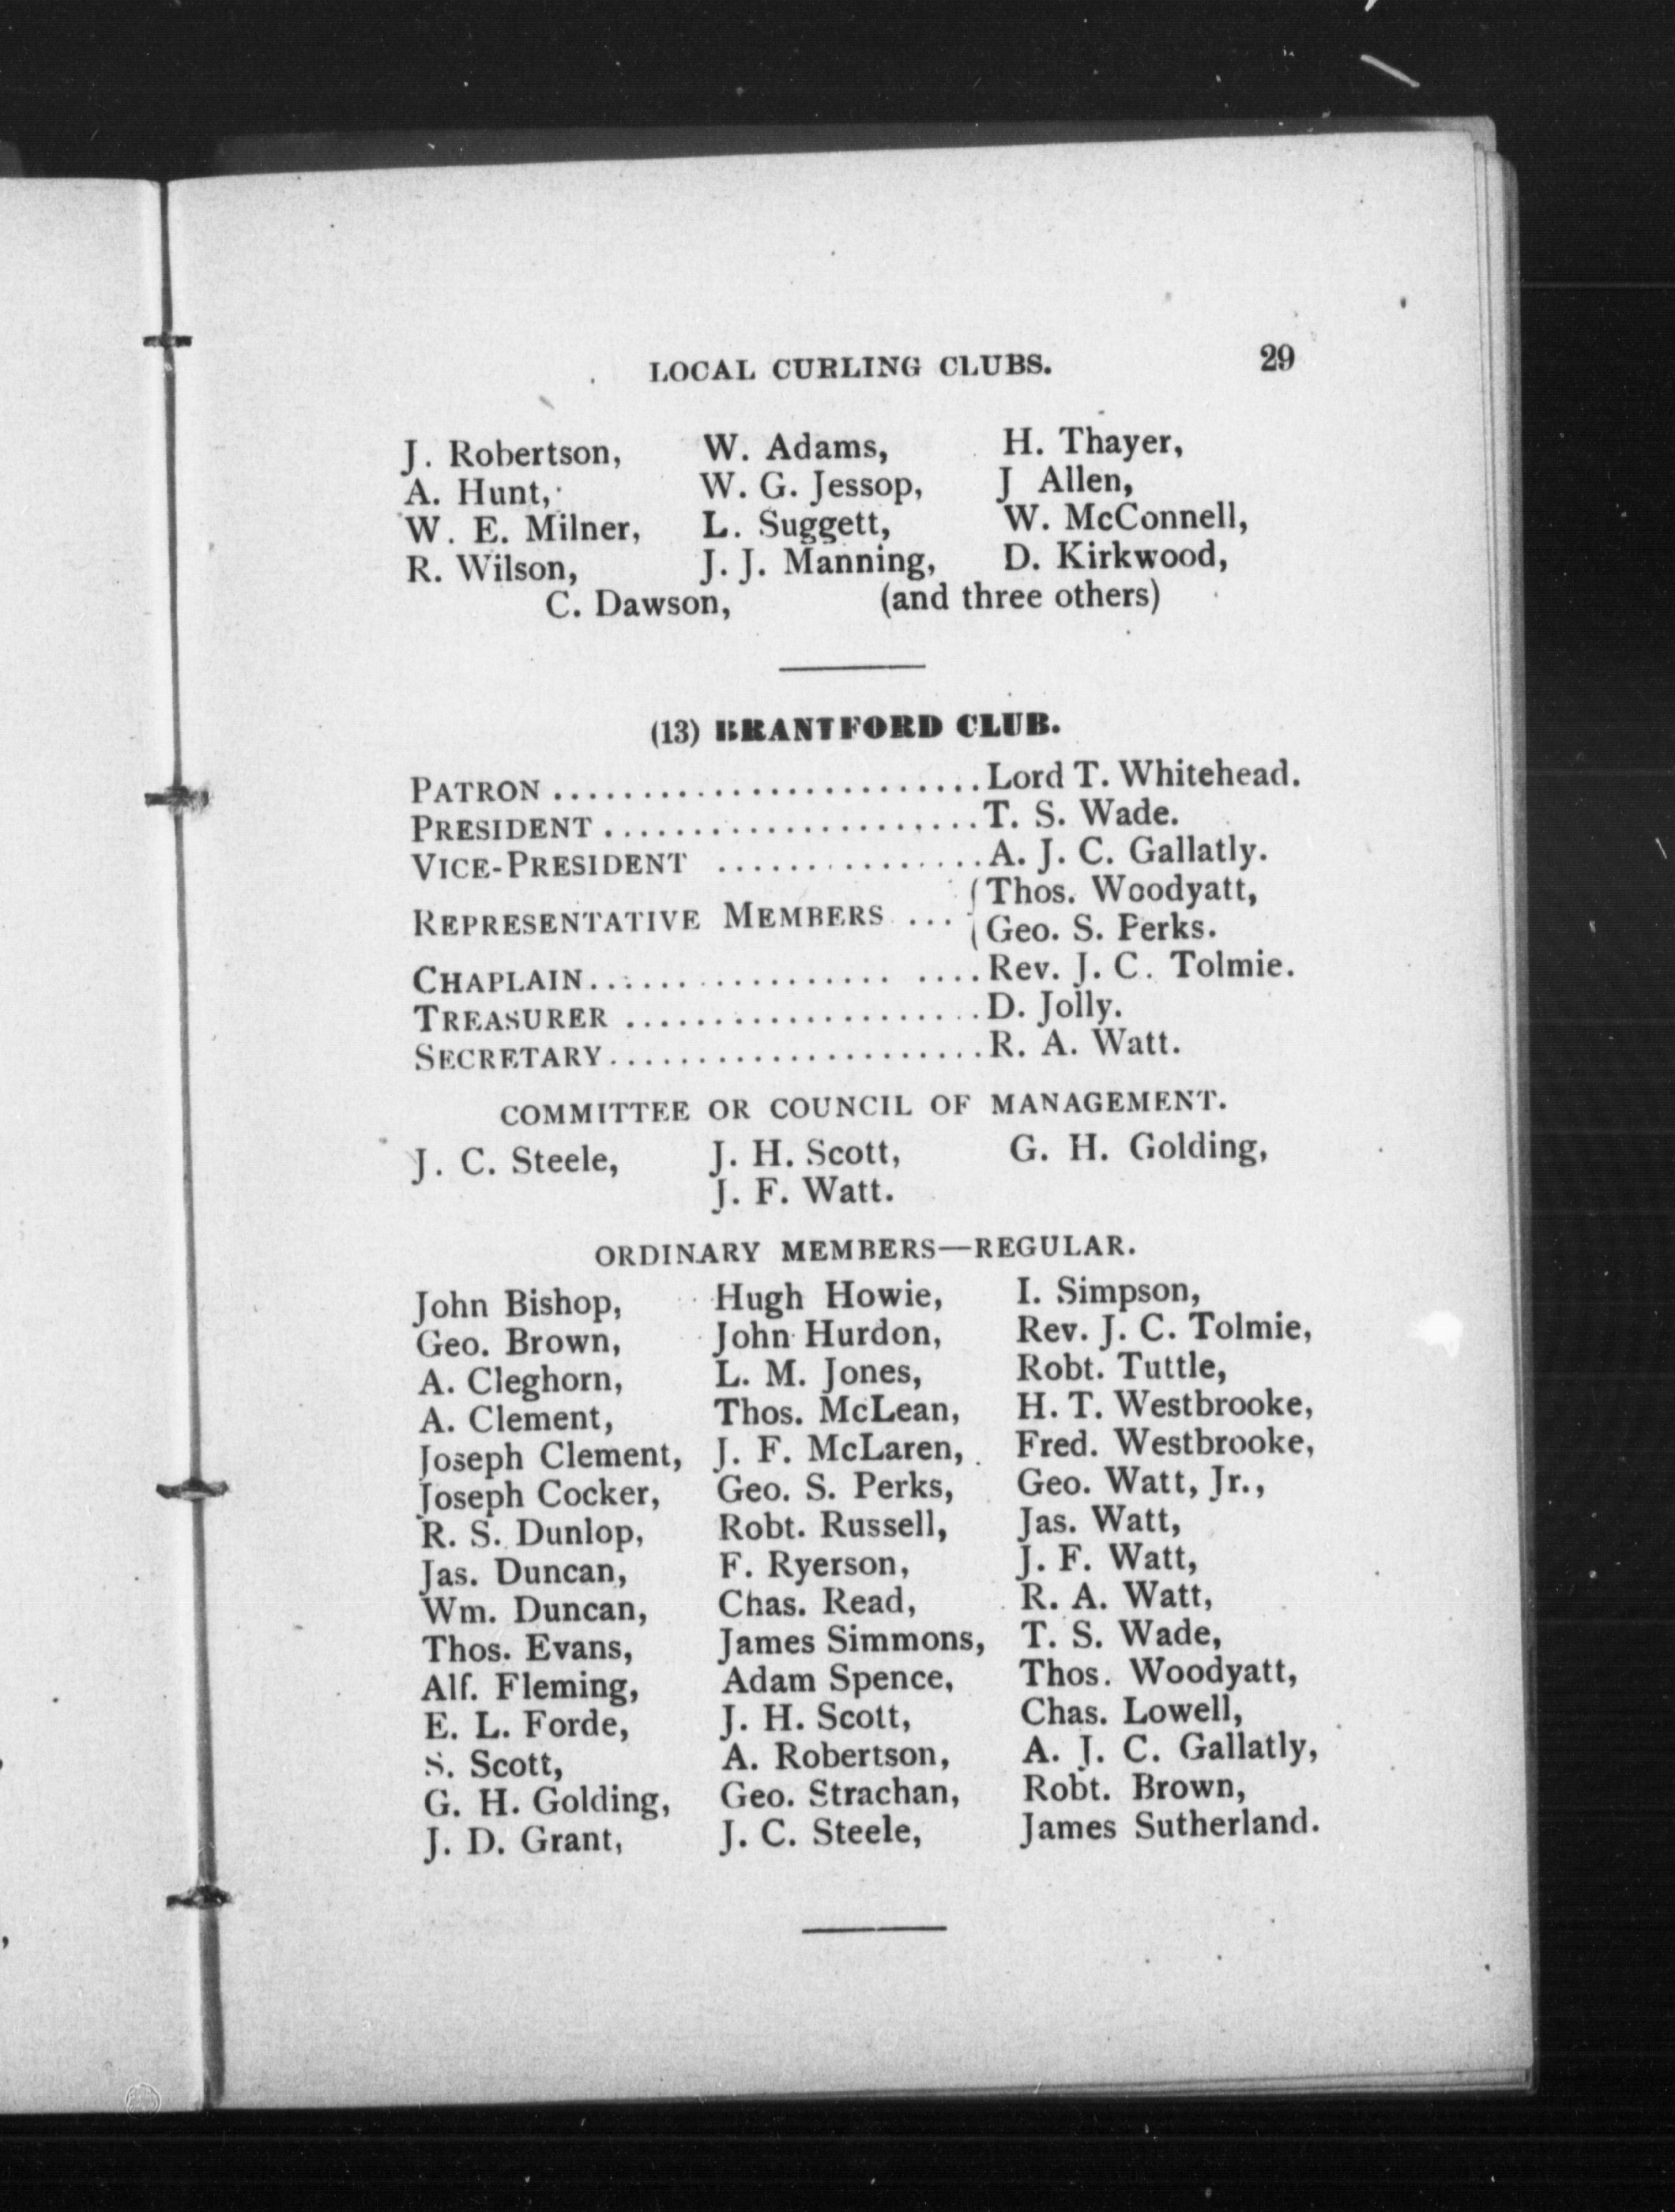 LOCAL CURLING CLUBS. 29
J. Robertson, W. Adams, H. Thayer,
A. Hunt, W. G. Jessop, J Allen,
W. E. Milner, L. Suggett, W. McConnell,
R. Wilson, J. J. Manning, D. Kirkwood,
C. Dawson, (and three others)
(13) BRANTFORD CLUB.
PATRON ........................ Lord T. Whitehead.
PRESIDENT ..................... T. S. Wade.
VICE-PRESIDENT ............... A. J. C. Gallatly.
REPRESENTATIVE MEMBERS ... { Thos. Woodyatt,
Geo. S. Perks.
CHAPLAIN..................... Rev. J. C. Tolmie.
TREASURER .................... D. Jolly.
SECRETARY..................... R. A. Watt.
COMMITTEE OR COUNCIL OF MANAGEMENT.
J. C. Steele, J. H. Scott, G. H. Golding,
J. F. Watt.
ORDINARY MEMBERS—REGULAR.
John Bishop, Hugh Howie, I. Simpson,
Geo. Brown, John Hurdon, Rev. J. C. Tolmie,
A. Cleghorn, L. M. Jones, Robt. Tuttle,
A. Clement, Thos. McLean, H. T. Westbrooke,
Joseph Clement, J. F. McLaren, Fred. Westbrooke,
Joseph Cocker, Geo. S. Perks, Geo. Watt, Jr.,
R. S. Dunlop, Robt. Russell, Jas. Watt,
Jas. Duncan, F. Ryerson, J. F. Watt,
Wm. Duncan, Chas. Read, R. A. Watt,
Thos. Evans, James Simmons, T. S. Wade,
Alf. Fleming, Adam Spence, Thos. Woodyatt,
E. L. Forde, J. H. Scott, Chas. Lowell,
S. Scott, A. Robertson, A. J. C. Gallatly,
G. H. Golding, Geo. Strachan, Robt. Brown,
J. D. Grant, J. C. Steele, James Sutherland.